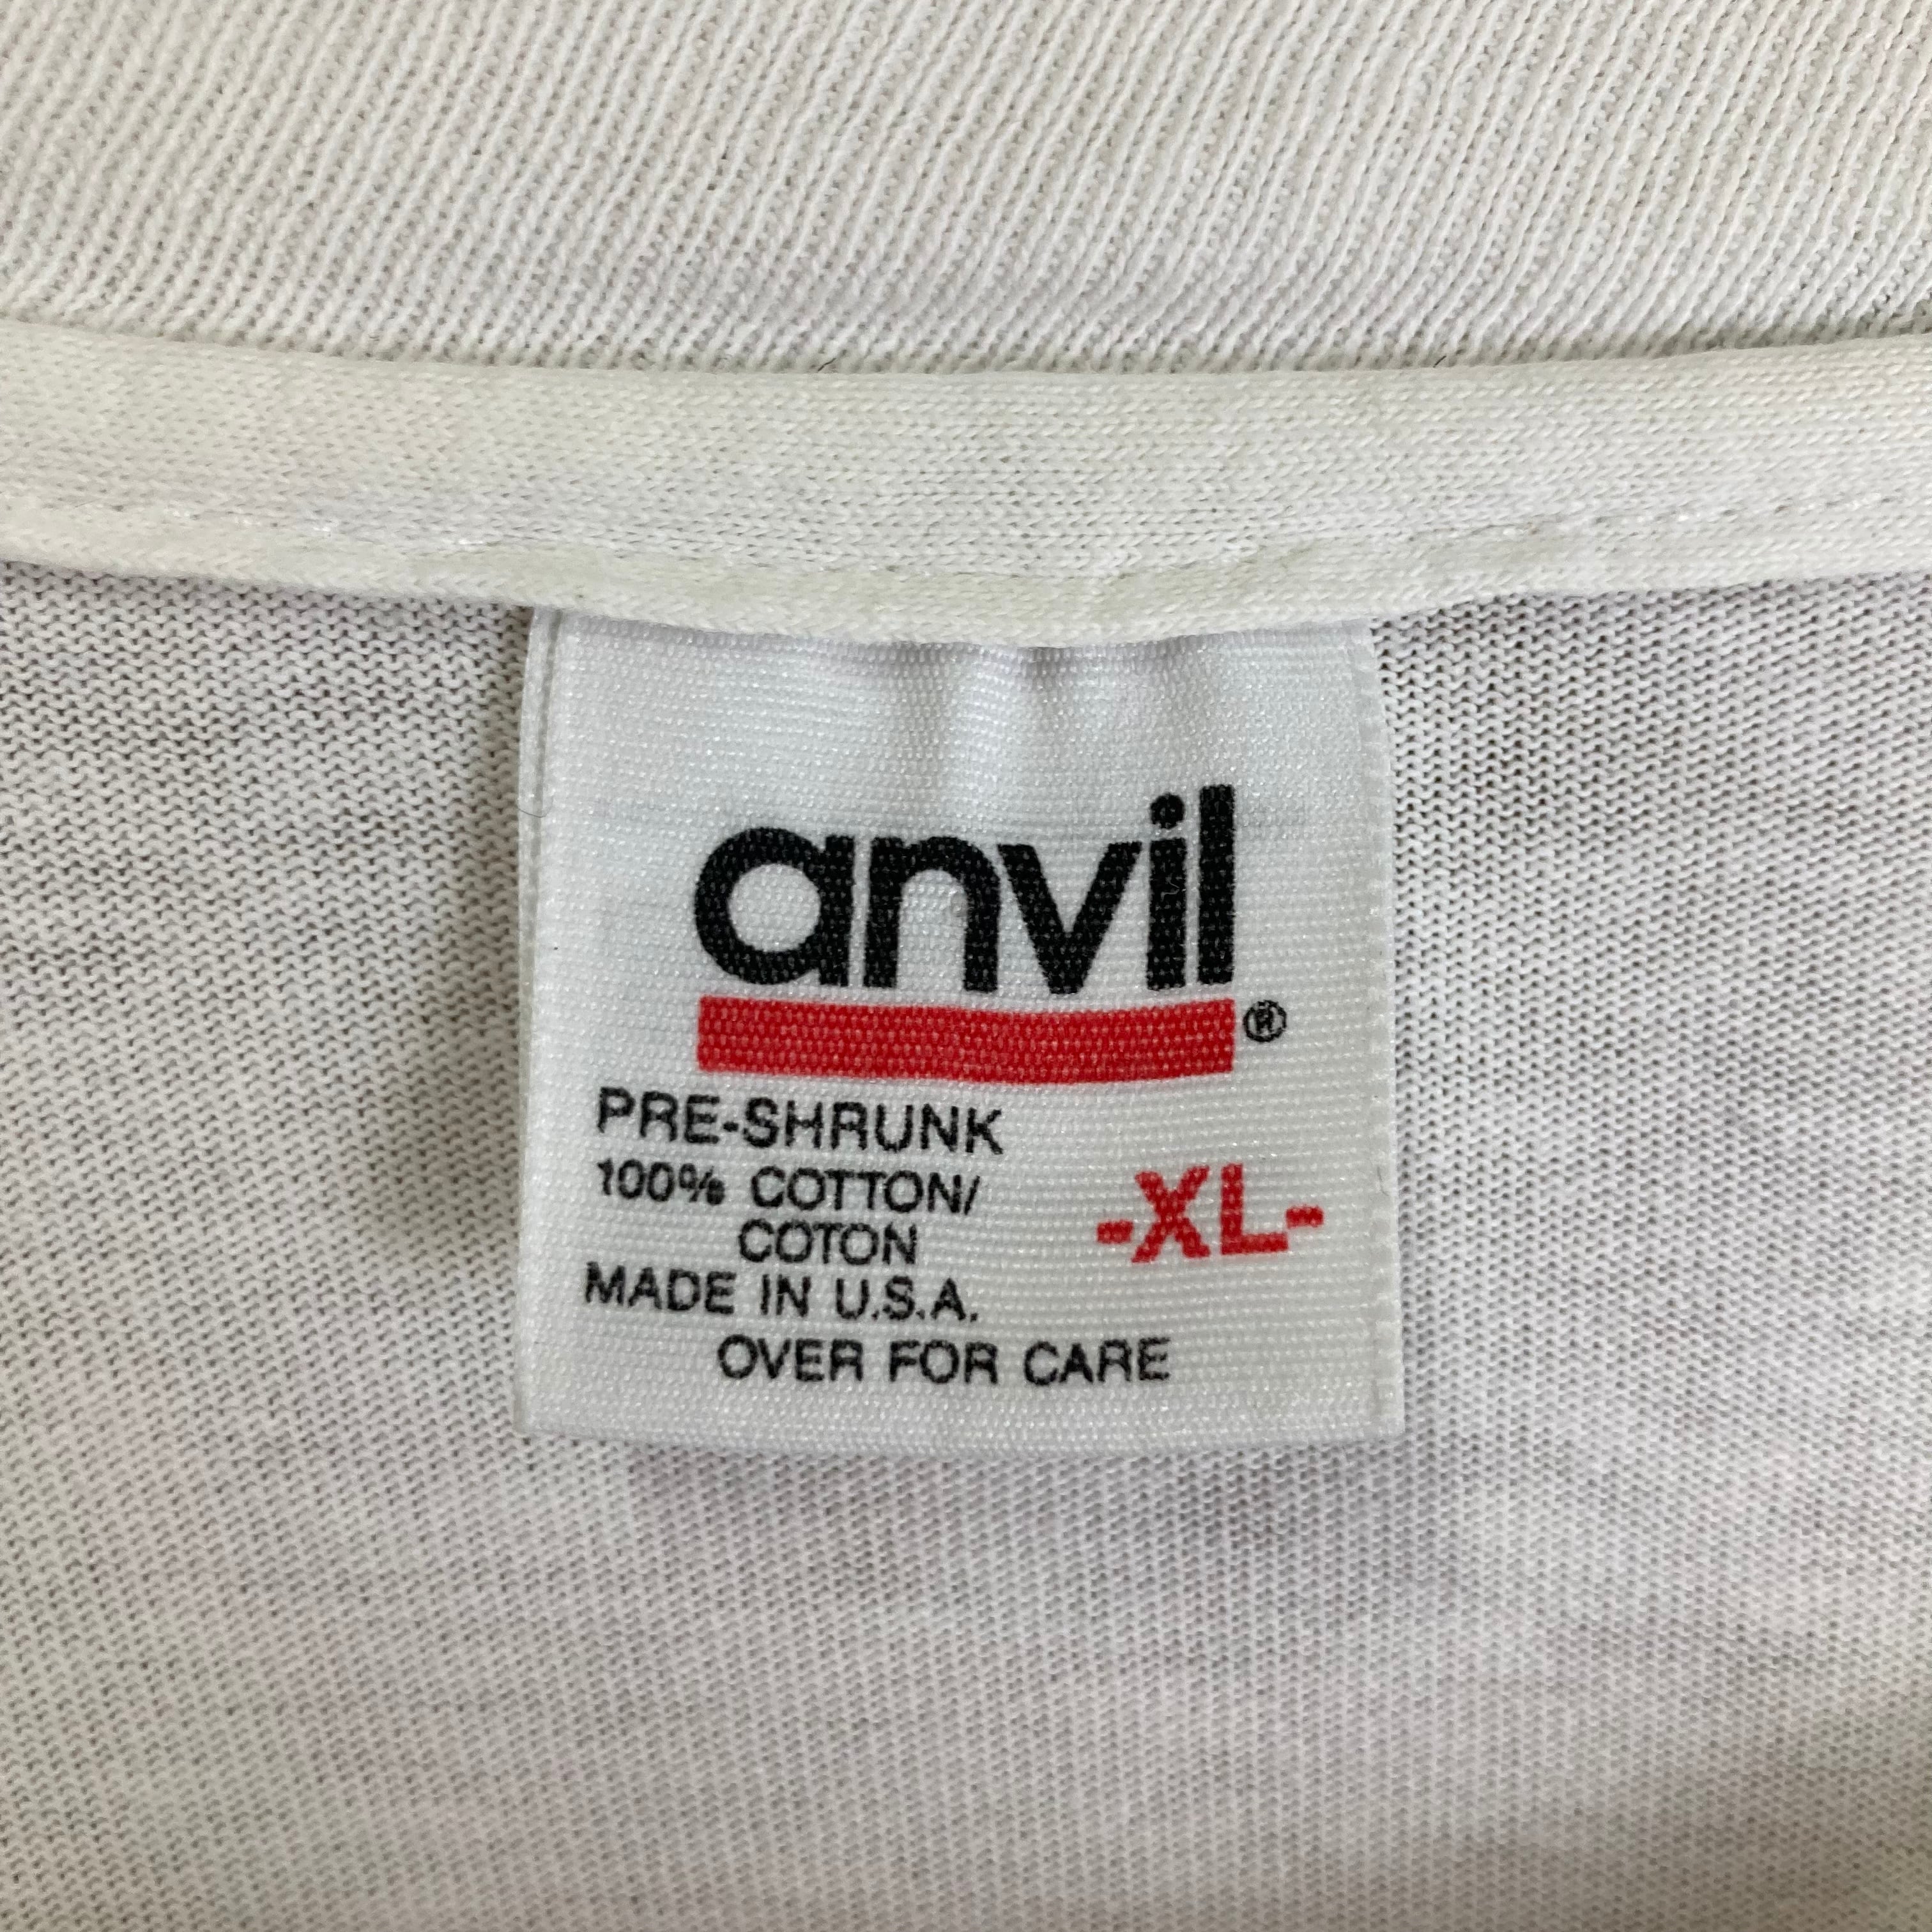 anvil®
PRE-SHRUNK
100% COTTON/
COTON
-XL-
MADE IN U.S.A.
OVER FOR CARE